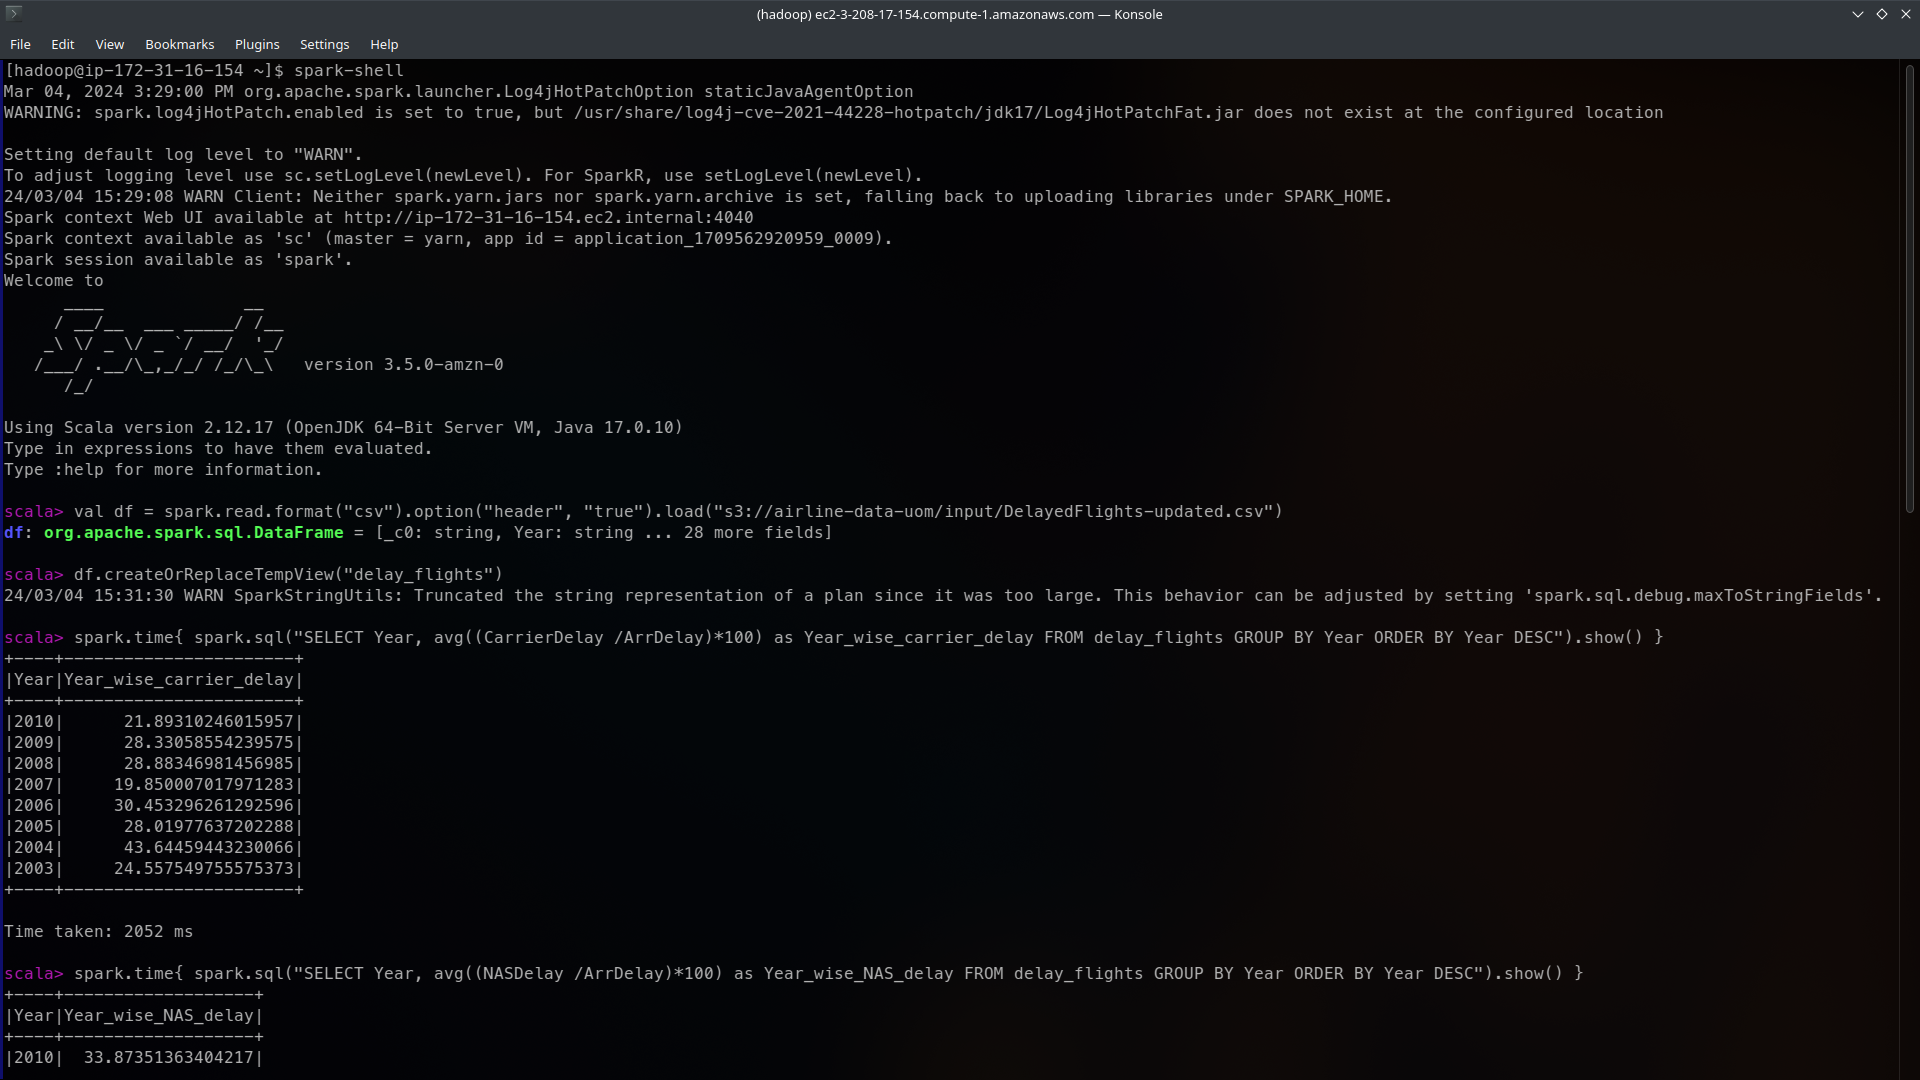 (hadoop) ec2-3-208-17-154.compute-1.amazonaws.com — Konsole
File Edit View Bookmarks Plugins Settings Help
[hadoop@ip-172-31-16-154 ~]$ spark-shell
Mar 04, 2024 3:29:00 PM org.apache.spark.launcher.Log4jHotPatchOption staticJavaAgentOption
WARNING: spark.log4jHotPatch.enabled is set to true, but /usr/share/log4j-cve-2021-44228-hotpatch/jdk17/Log4jHotPatchFat.jar does not exist at the configured location
Setting default log level to "WARN".
To adjust logging level use sc.setLogLevel(newLevel). For SparkR, use setLogLevel(newLevel).
24/03/04 15:29:08 WARN Client: Neither spark.yarn.jars nor spark.yarn.archive is set, falling back to uploading libraries under SPARK_HOME.
Spark context Web UI available at http://ip-172-31-16-154.ec2.internal:4040
Spark context available as 'sc' (master = yarn, app id = application_1709562920959_0009).
Spark session available as 'spark'.
Welcome to
      ____              __
     / __/__  ___ _____/ /__
    _\ \/ _ \/ _ `/ __/  '_/
   /___/ .__/\_,_/_/ /_/\_\   version 3.5.0-amzn-0
      /_/
Using Scala version 2.12.17 (OpenJDK 64-Bit Server VM, Java 17.0.10)
Type in expressions to have them evaluated.
Type :help for more information.
scala> val df = spark.read.format("csv").option("header", "true").load("s3://airline-data-uom/input/DelayedFlights-updated.csv")
df: org.apache.spark.sql.DataFrame = [_c0: string, Year: string ... 28 more fields]
scala> df.createOrReplaceTempView("delay_flights")
24/03/04 15:31:30 WARN SparkStringUtils: Truncated the string representation of a plan since it was too large. This behavior can be adjusted by setting 'spark.sql.debug.maxToStringFields'.
scala> spark.time{ spark.sql("SELECT Year, avg((CarrierDelay /ArrDelay)*100) as Year_wise_carrier_delay FROM delay_flights GROUP BY Year ORDER BY Year DESC").show() }
+----+-----------------------+
|Year|Year_wise_carrier_delay|
+----+-----------------------+
|2010|      21.89310246015957|
|2009|      28.33058554239575|
|2008|      28.88346981456985|
|2007|     19.850007017971283|
|2006|     30.453296261292596|
|2005|      28.01977637202288|
|2004|      43.64459443230066|
|2003|     24.557549755575373|
+----+-----------------------+
Time taken: 2052 ms
scala> spark.time{ spark.sql("SELECT Year, avg((NASDelay /ArrDelay)*100) as Year_wise_NAS_delay FROM delay_flights GROUP BY Year ORDER BY Year DESC").show() }
+----+-------------------+
|Year|Year_wise_NAS_delay|
+----+-------------------+
|2010|  33.87351363404217|